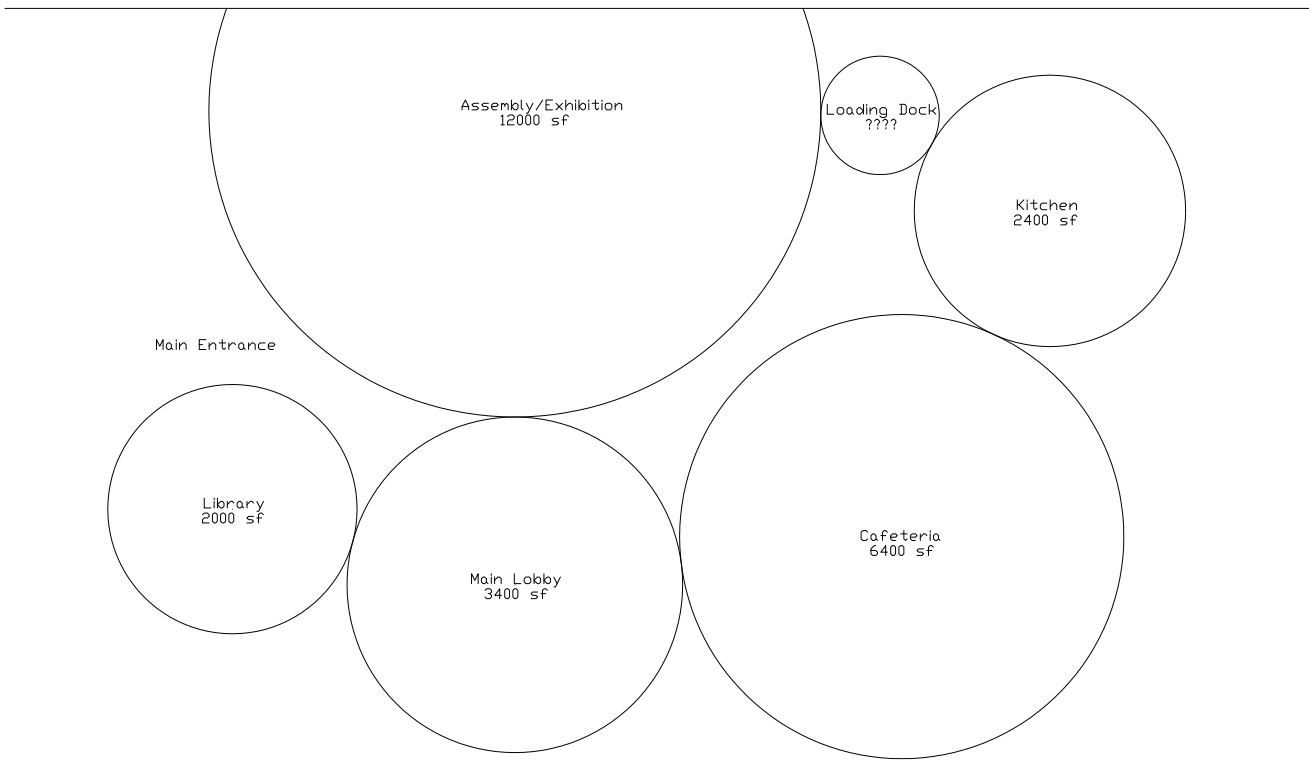 Assembly/Exhibition
12000 sf
Loading Dock
????
Kitchen
2400 sf
Main Entrance
Library
2000 sf
Cafeteria
6400 sf
Main Lobby
3400 sf